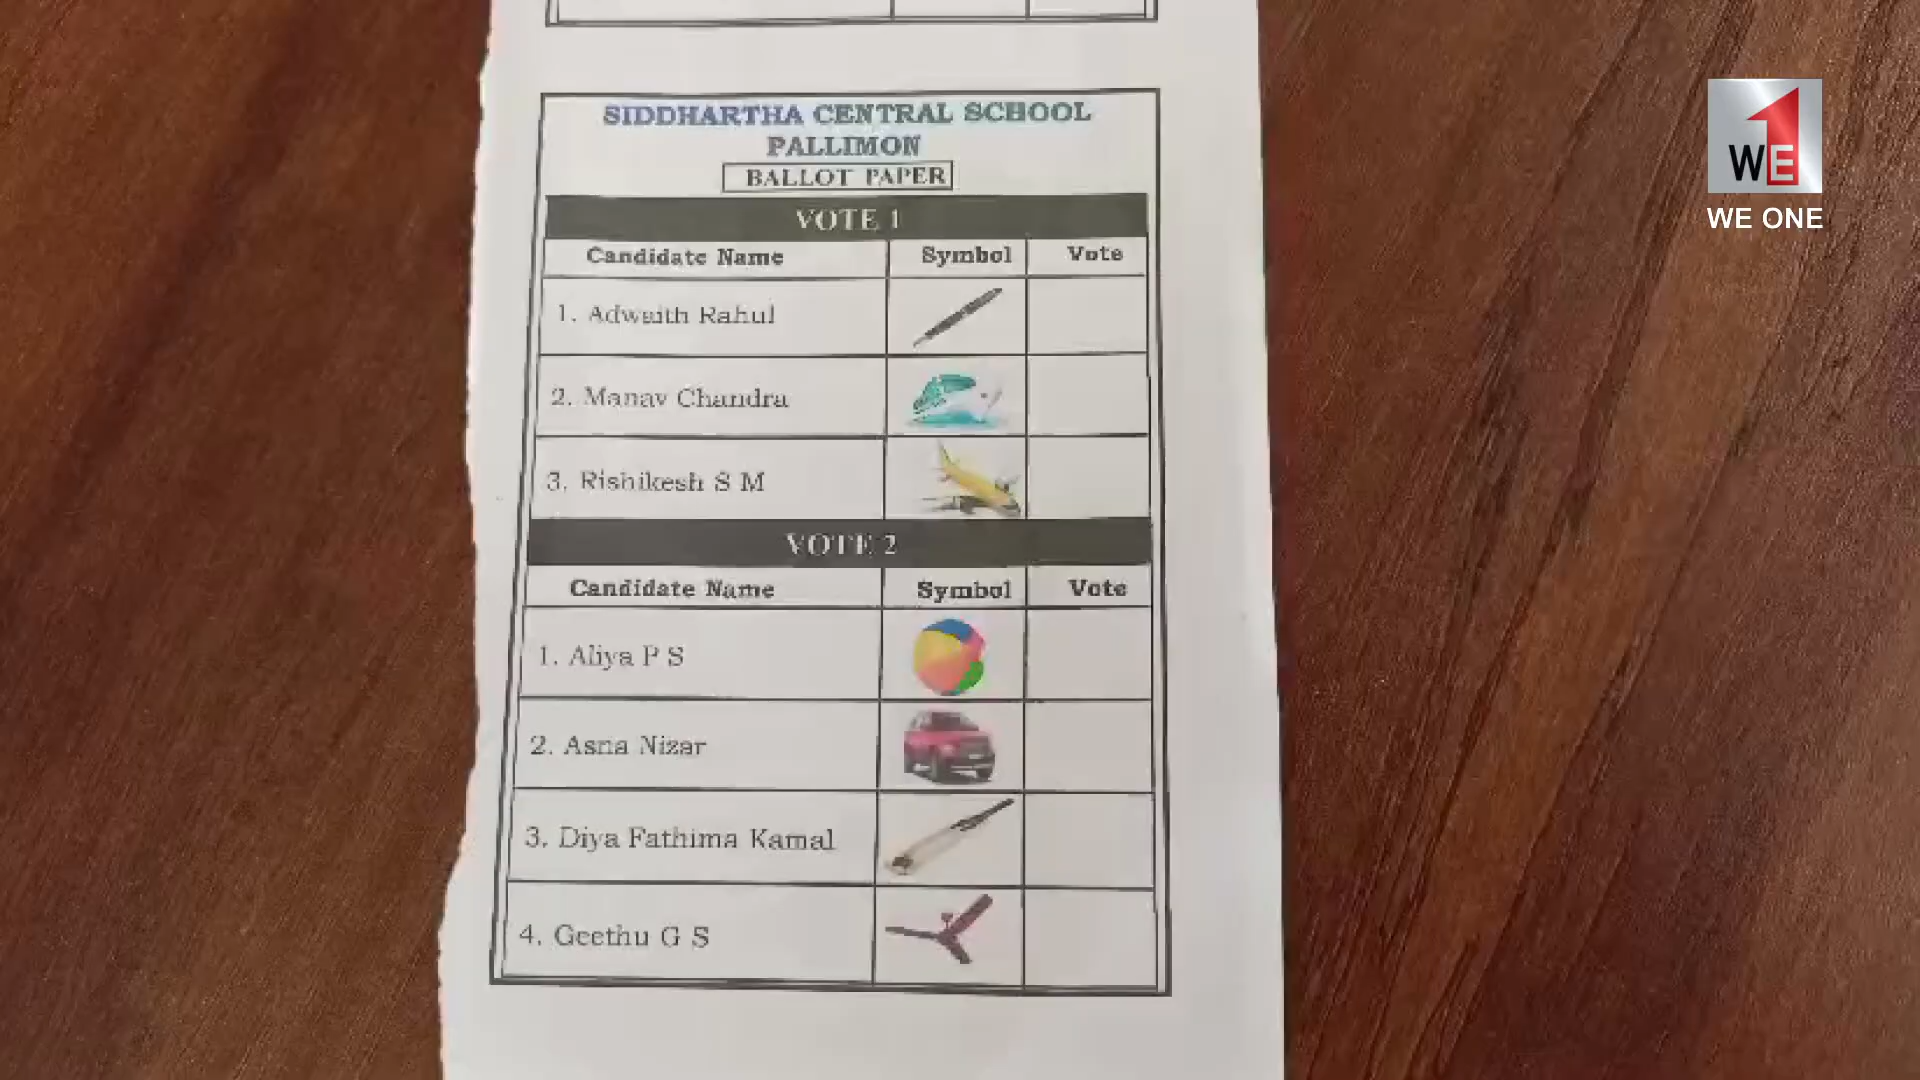 SIDDHARTHA CENTRAL SCHOOL
PALLIMON
BALLOT PAPER
VOTE 1
Candidate Name Symbol Vote
1. Adwaith Rahul
2. Manav Chandra
3. Rishikesh S M
VOTE 2
Candidate Name Symbol Vote
1. Aliya P S
2. Asna Nizar
3. Diya Fathima Kamal
4. Geethu G S
1
WE
WE ONE